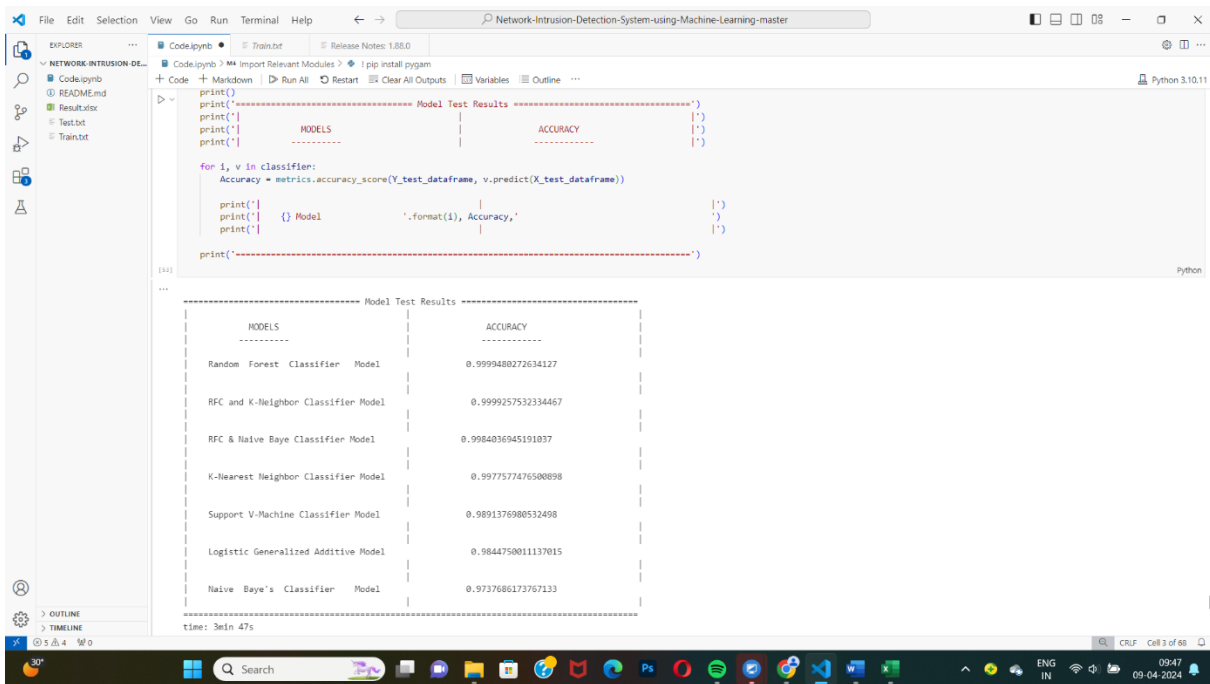 File Edit Selection View Go Run Terminal Help Network-Intrusion-Detection-System-using-Machine-Learning-master
EXPLORER
NETWORK-INTRUSION-DE...
Code.ipynb
README.md
Result.xlsx
Test.txt
Train.txt
Code.ipynb Train.txt Release Notes: 1.88.0
Code.ipynb > M↓ Import Relevant Modules > ! pip install pygam
+ Code + Markdown Run All Restart Clear All Outputs Variables Outline ... Python 3.10.11
print()
print('=================================== Model Test Results ===================================')
print('| | |')
print('| MODELS | ACCURACY |')
print('| ---------- | ------------ |')
for i, v in classifier:
Accuracy = metrics.accuracy_score(Y_test_dataframe, v.predict(X_test_dataframe))
print('| | |')
print('| {} Model '.format(i), Accuracy,' ')
print('| | |')
print('==========================================================================================')
[32] Python
=================================== Model Test Results ===================================
MODELS | ACCURACY
---------- | ------------
Random Forest Classifier Model 0.9999480272634127
RFC and K-Neighbor Classifier Model 0.9999257532334467
RFC & Naive Baye Classifier Model 0.9984036945191037
K-Nearest Neighbor Classifier Model 0.9977577476500898
Support V-Machine Classifier Model 0.9891376980532498
Logistic Generalized Additive Model 0.9844750011137015
Naive Baye's Classifier Model 0.9737686173767133
==========================================================================================
time: 3min 47s
OUTLINE
TIMELINE
5 4 0 CRLF Cell 3 of 68
30° Search ENG IN 09:47 09-04-2024